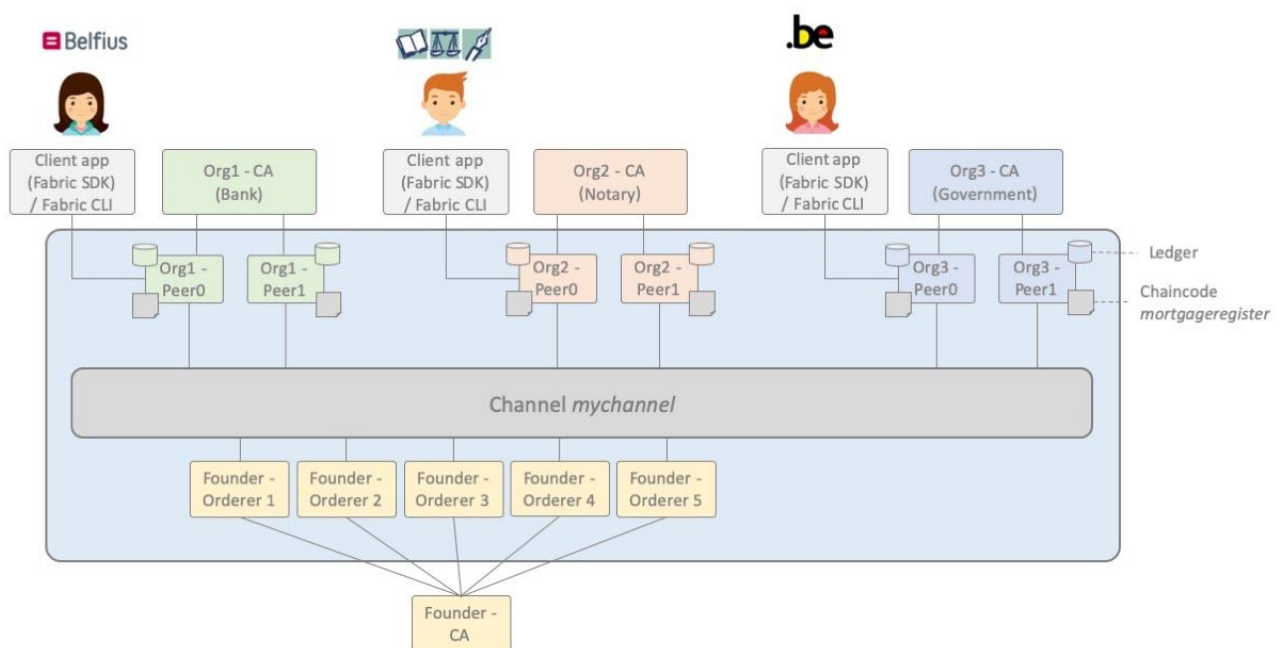 Belfius
.be
Client app
(Fabric SDK)
/ Fabric CLI
Org1 - CA
(Bank)
Client app
(Fabric SDK)
/ Fabric CLI
Org2 - CA
(Notary)
Client app
(Fabric SDK)
/ Fabric CLI
Org3 - CA
(Government)
Org1 -
Peer0
Org1 -
Peer1
Org2 -
Peer0
Org2 -
Peer1
Org3 -
Peer0
Org3 -
Peer1
Ledger
Chaincode
mortgageregister
Channel mychannel
Founder -
Orderer 1
Founder -
Orderer 2
Founder -
Orderer 3
Founder -
Orderer 4
Founder -
Orderer 5
Founder -
CA